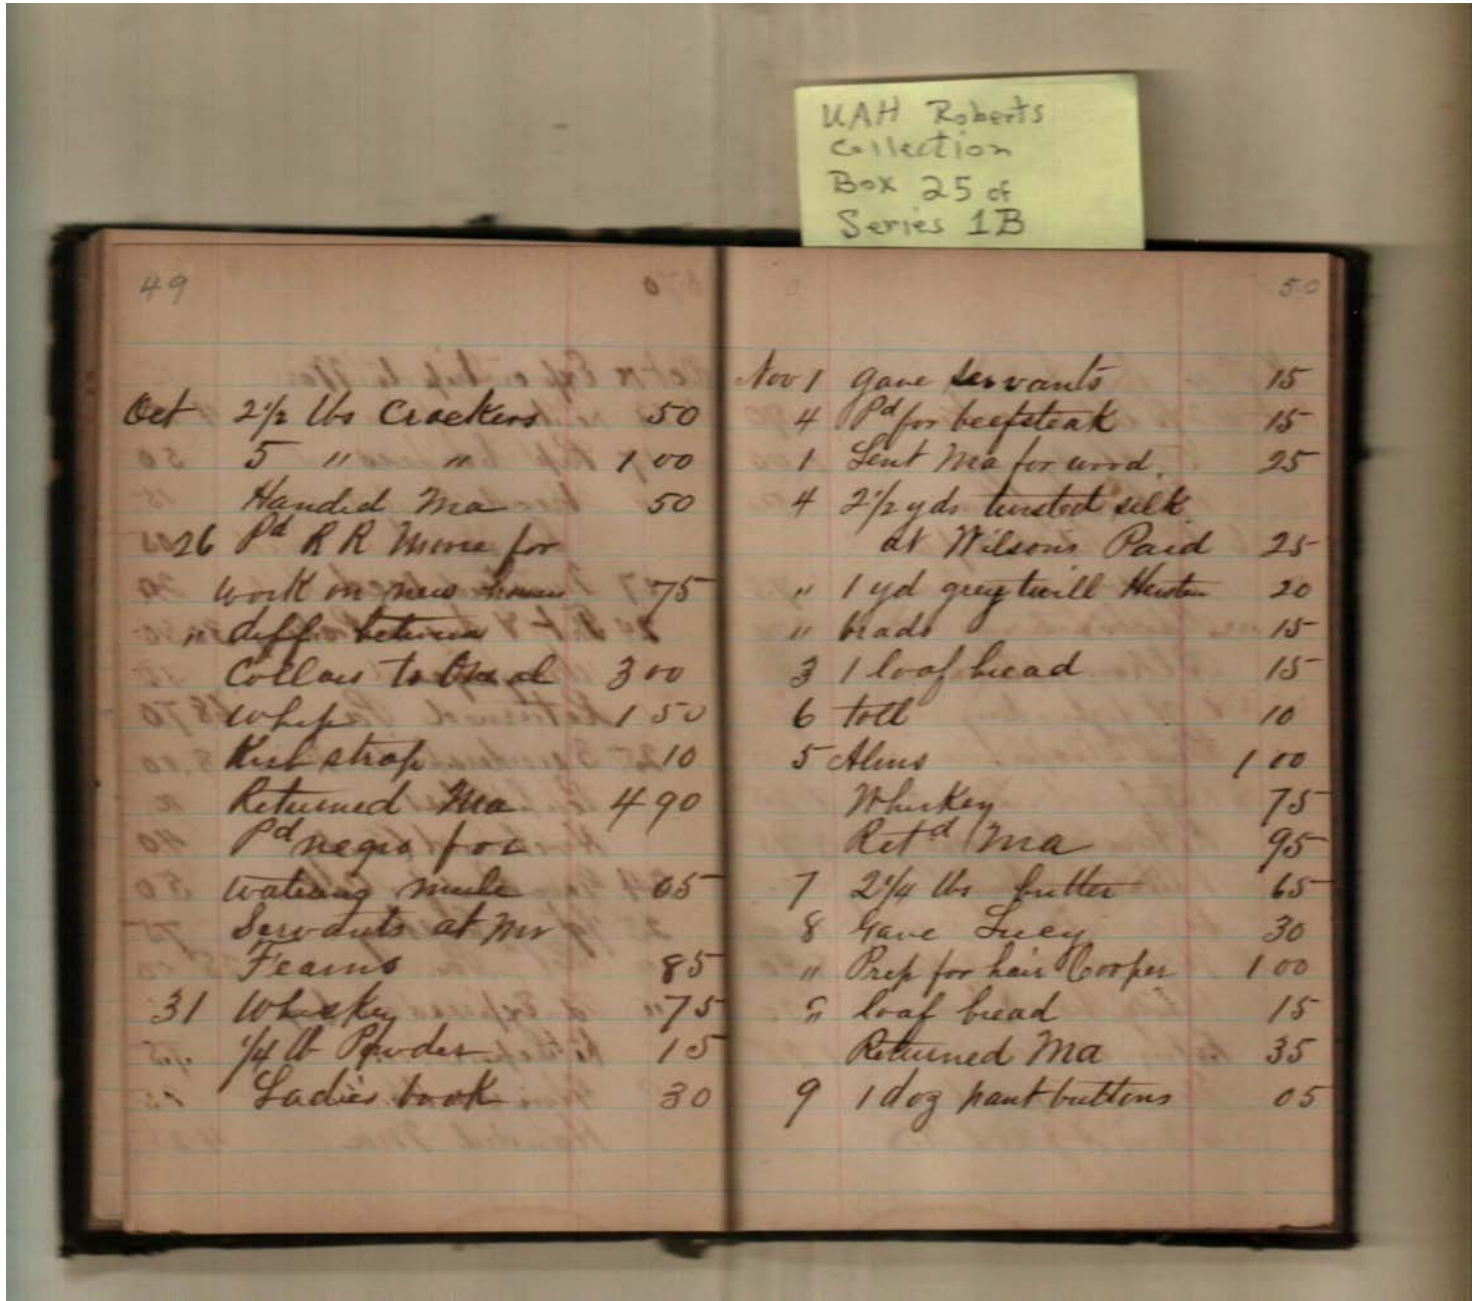 UAH Roberts
Collection
Box 25 of
Series 1B
49
Oct 2 1/2 lbs Crackers 50
5 " " 1 00
Handed Ma 50
26 Pd R R Moore for
work on new 75
" diff between
Collars to 3 00
Whip 1 50
strap 10
Returned Ma 4 90
Pd negro for
watering mule 05
Servants at Mr
Fearns 85
31 Whiskey 75
1/4 lb Powder 15
Ladies book 30
50
Nov 1 gave servants 15
4 Pd for beefsteak 15
1 Sent Ma for wood. 25
4 2 1/2 yds twisted silk
at Wilsons Paid 25
" 1 yd grey twill 20
" brads 15
3 1 loaf bread 15
6 toll 10
5 Alms 1 00
Whiskey 75
Retd Ma 95
7 2 1/4 lbs butter 65
8 Gave Lucy 30
" Prep for hair Cooper 1 00
" loaf bread 15
Returned Ma 35
9 1 doz pant buttons 05